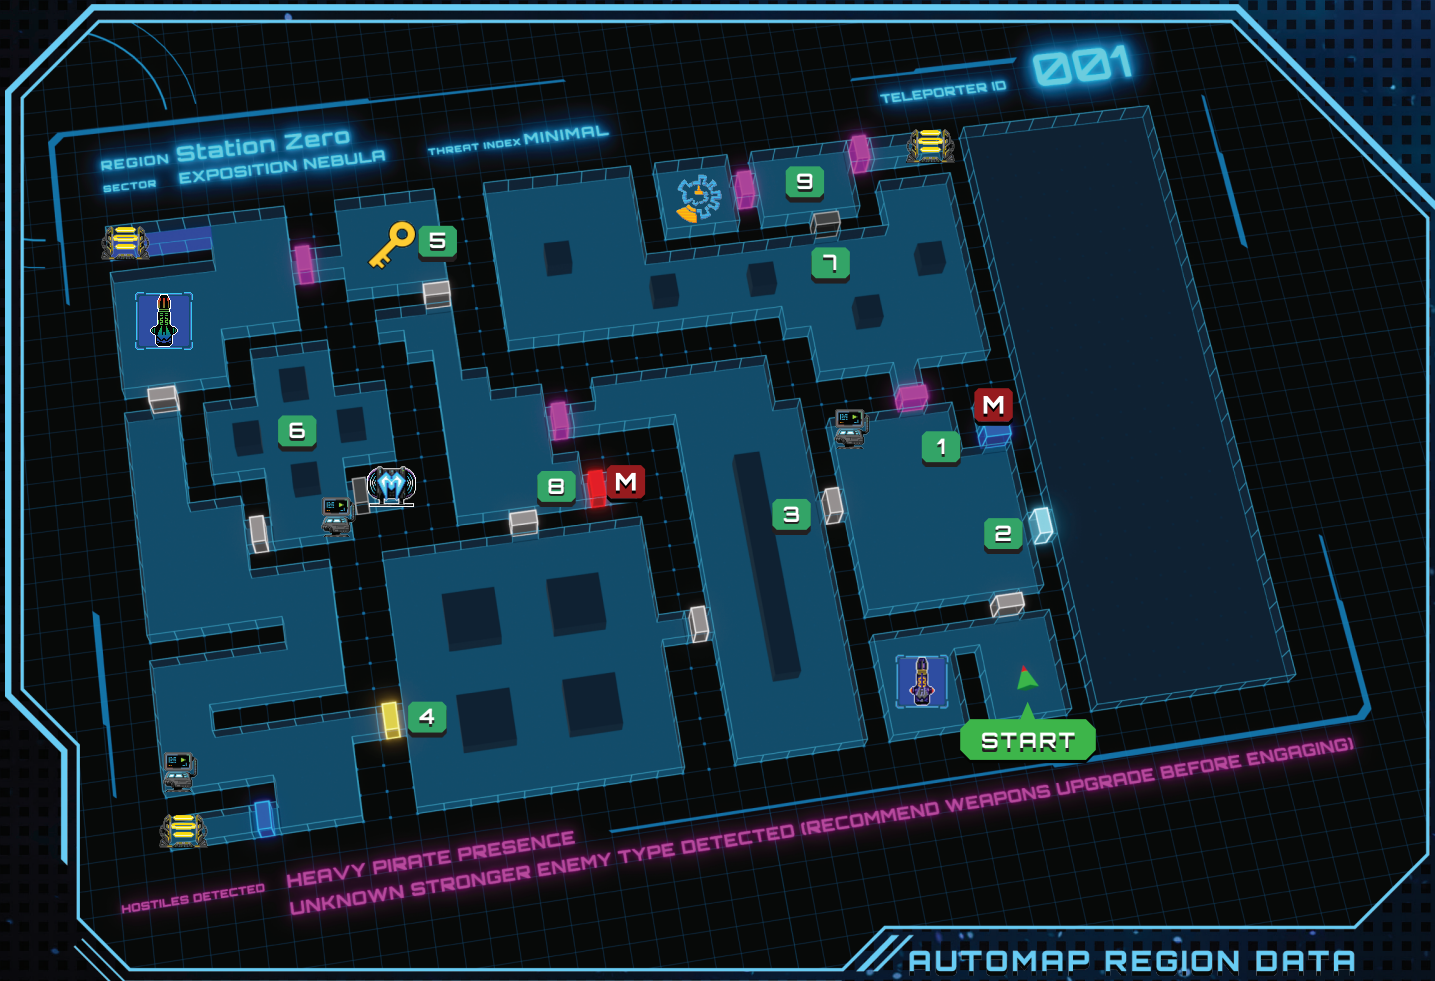 001
TELEPORTER ID
REGION Station Zero
SECTOR EXPOSITION NEBULA
THREAT INDEX MINIMAL
9
5
7
M
6
1
8
M
3
2
4
START
HOSTILES DETECTED HEAVY PIRATE PRESENCE
UNKNOWN STRONGER ENEMY TYPE DETECTED (RECOMMEND WEAPONS UPGRADE BEFORE ENGAGING)
AUTOMAP REGION DATA